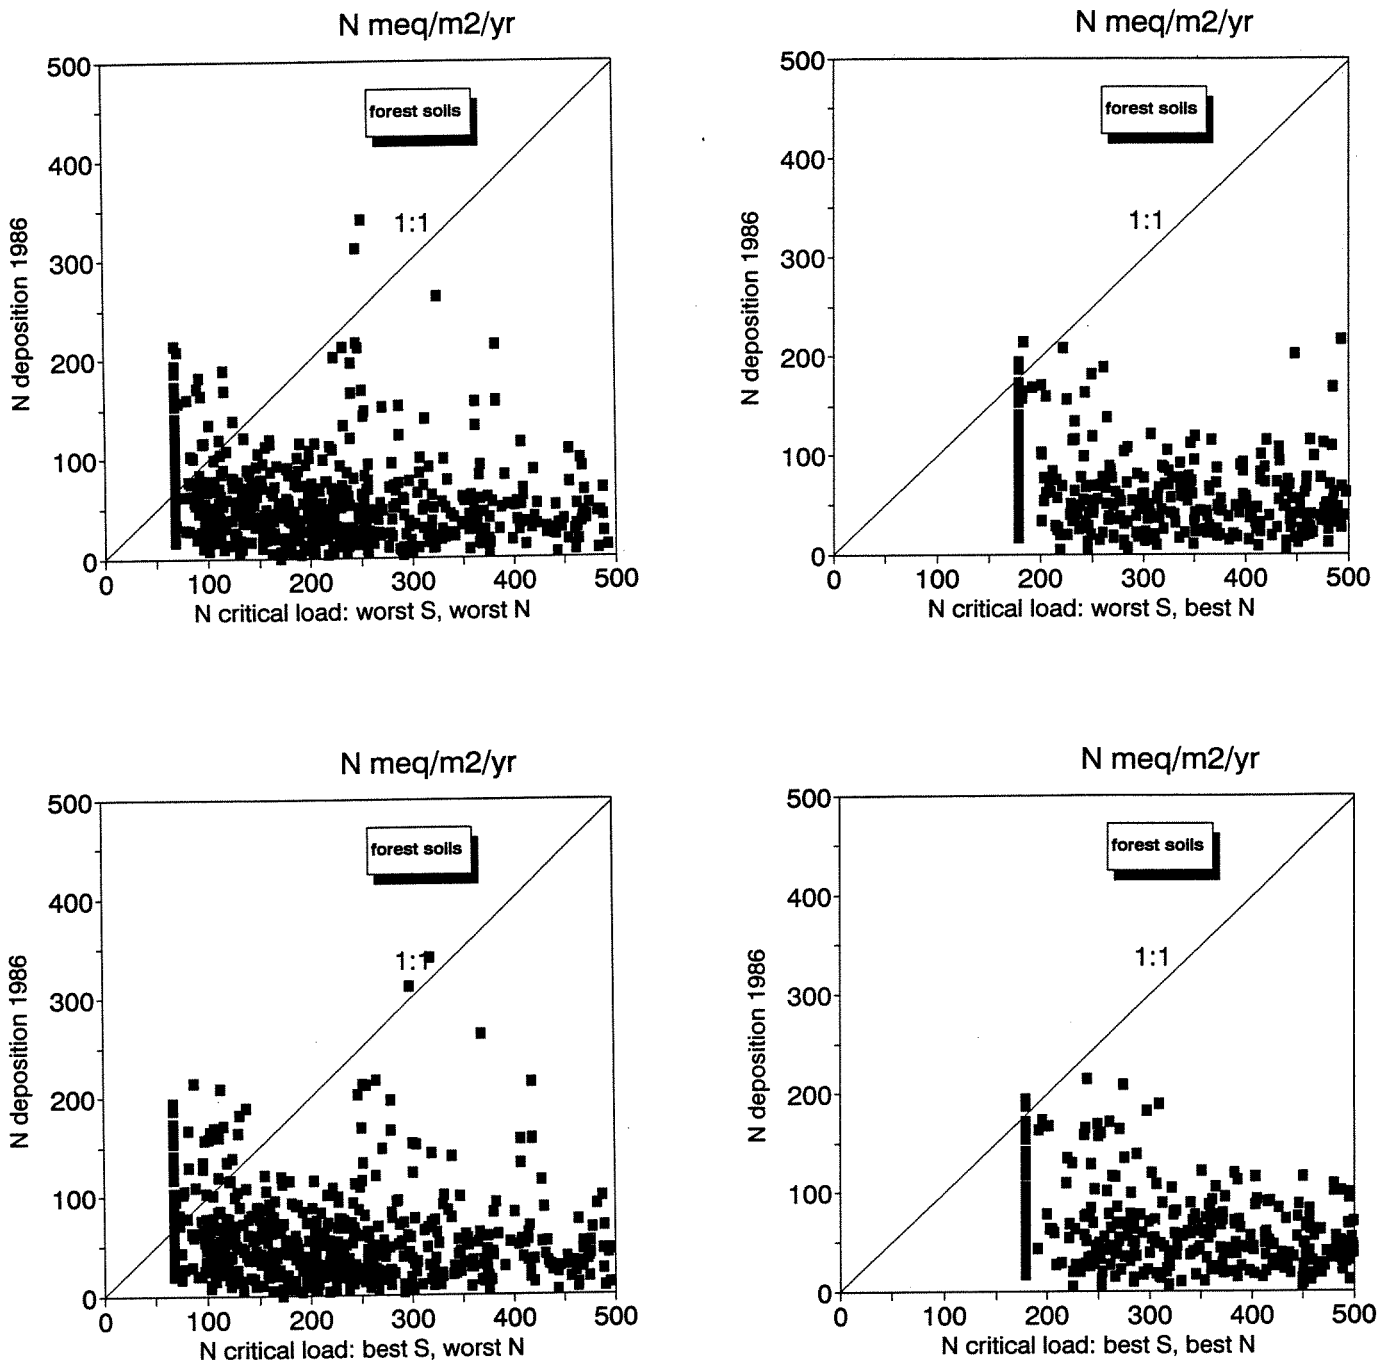 N meq/m2/yr
500
400
300
200
100
0
N deposition 1986
forest soils
1:1
0 100 200 300 400 500
N critical load: worst S, worst N
N meq/m2/yr
500
400
300
200
100
0
N deposition 1986
forest soils
1:1
0 100 200 300 400 500
N critical load: worst S, best N
N meq/m2/yr
500
400
300
200
100
0
N deposition 1986
forest soils
1:1
0 100 200 300 400 500
N critical load: best S, worst N
N meq/m2/yr
500
400
300
200
100
0
N deposition 1986
forest soils
1:1
0 100 200 300 400 500
N critical load: best S, best N